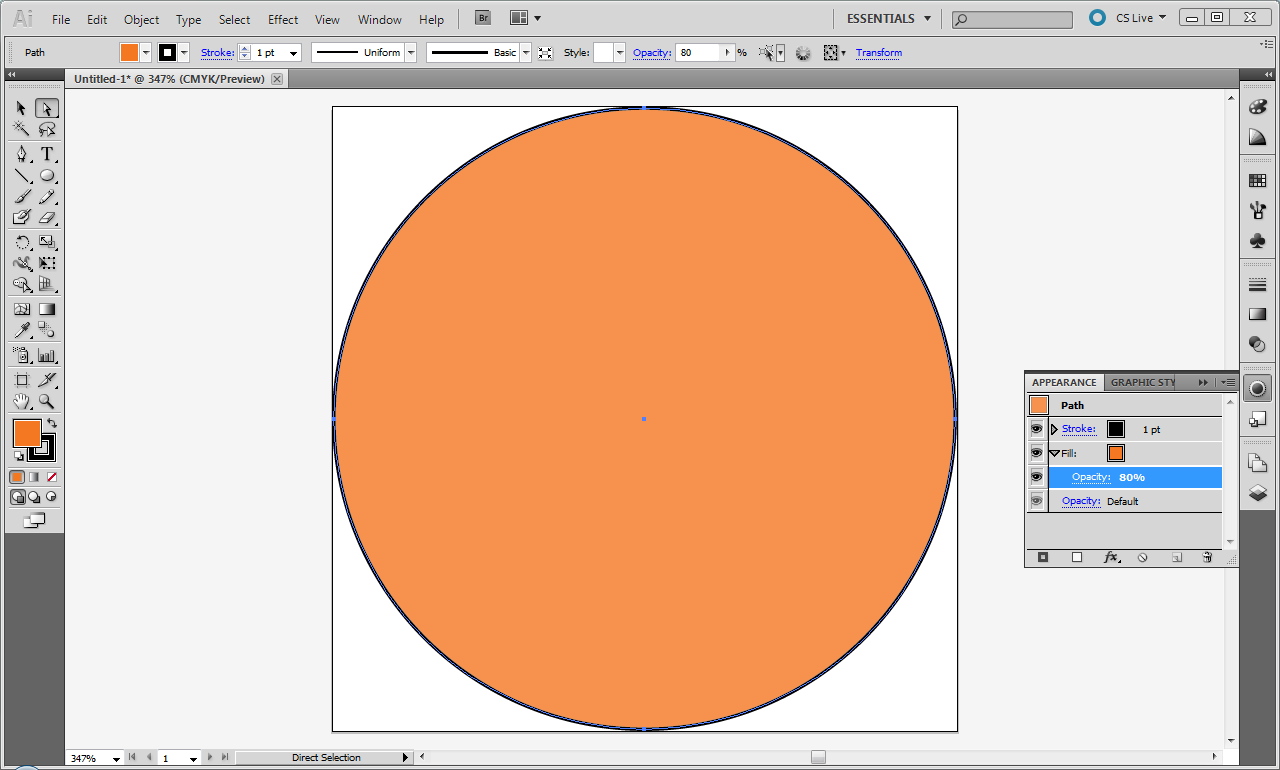 Ai File Edit Object Type Select Effect View Window Help Br ESSENTIALS CS Live
Path Stroke: 1 pt Uniform Basic Style: Opacity: 80 % Transform
Untitled-1* @ 347% (CMYK/Preview)
T
APPEARANCE GRAPHIC STY
Path
Stroke: 1 pt
Fill:
Opacity: 80%
Opacity: Default
fx
347% 1 Direct Selection